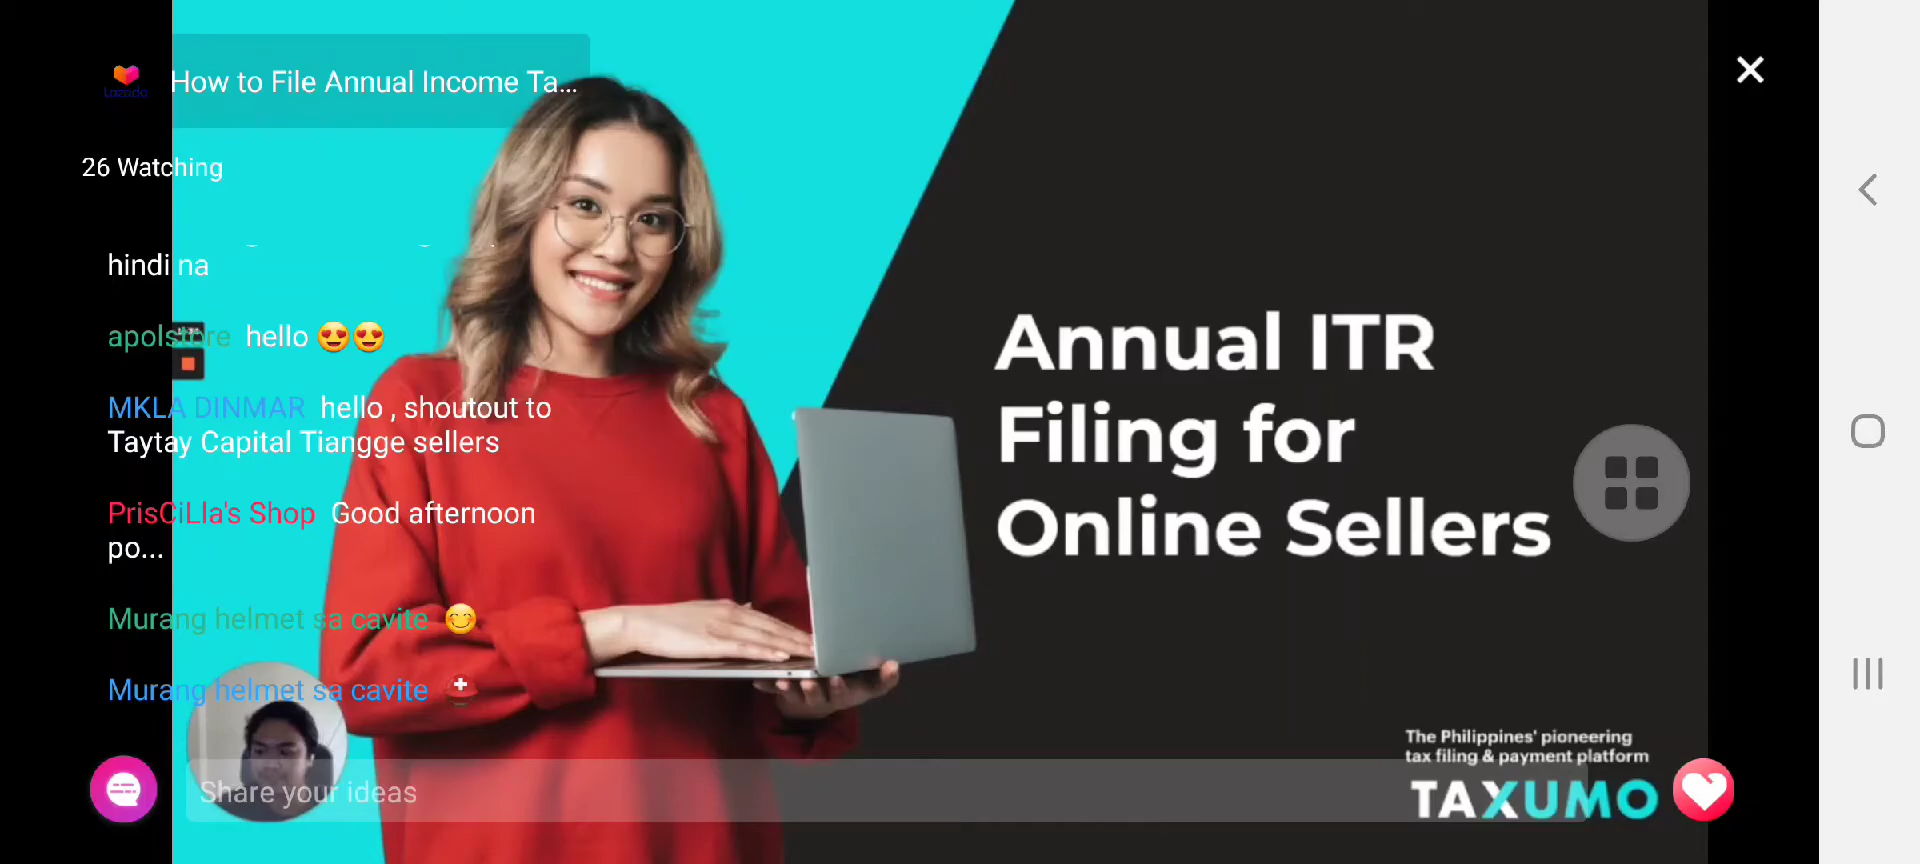 Lazada
How to File Annual Income Ta...
26 Watching
hindi na
apolstore hello 😍😍
MKLA DINMAR hello , shoutout to
Taytay Capital Tiangge sellers
PrisCiLla's Shop Good afternoon
po...
Murang helmet sa cavite 😊
Murang helmet sa cavite ⛑
Share your ideas
Annual ITR
Filing for
Online Sellers
The Philippines' pioneering
tax filing & payment platform
TAXUMO